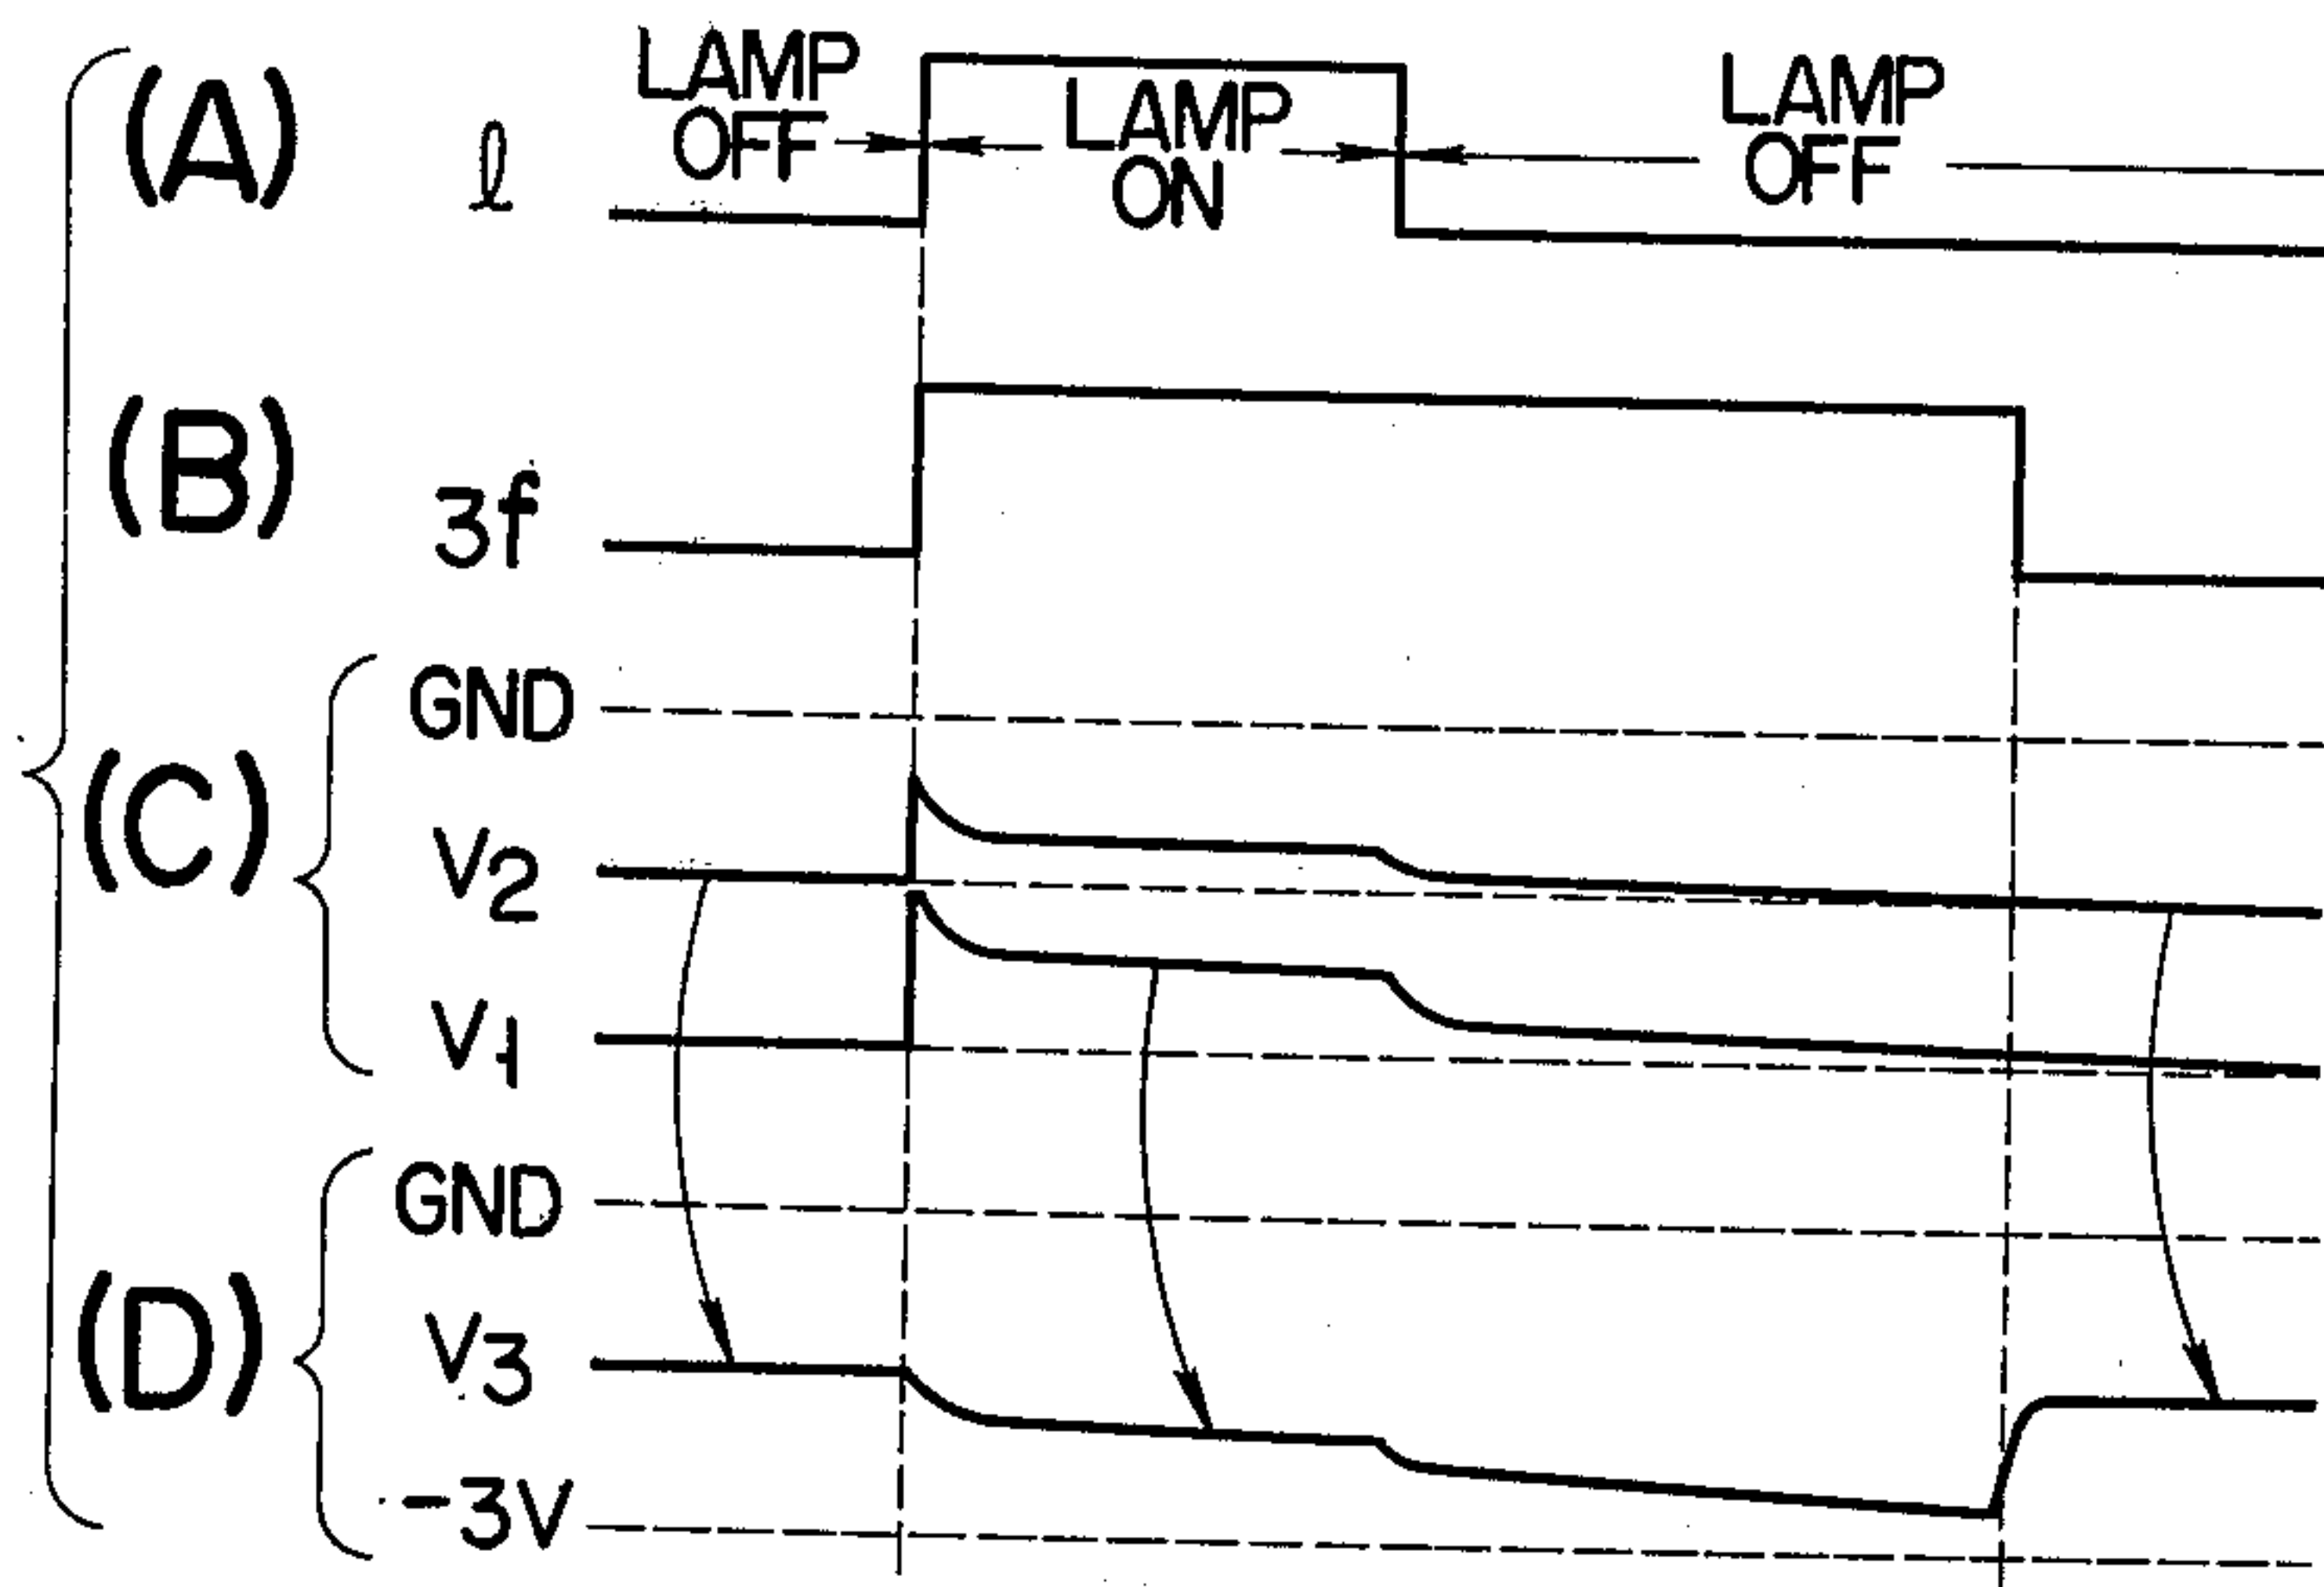 (A)
ℓ
LAMP
OFF
LAMP
ON
LAMP
OFF
(B)
3f
(C)
GND
V2
V1
(D)
GND
V3
-3V